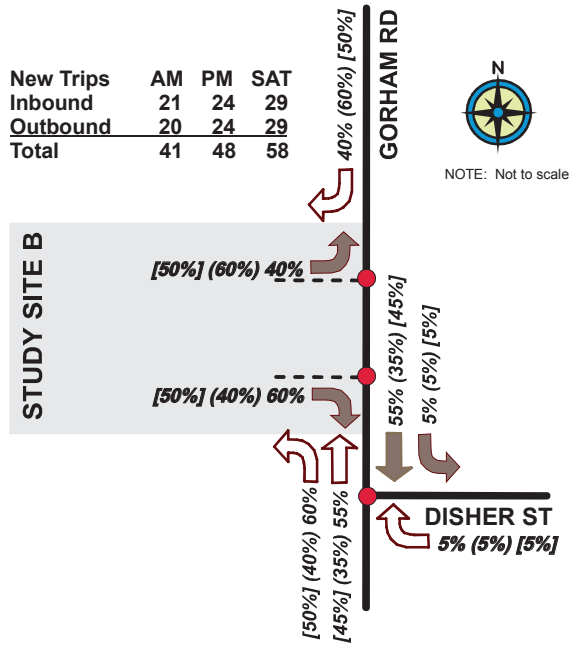 New Trips AM PM SAT
Inbound 21 24 29
Outbound 20 24 29
Total 41 48 58
40% (60%) [50%]
GORHAM RD
N
NOTE: Not to scale
STUDY SITE B
[50%] (60%) 40%
[50%] (40%) 60%
55% (35%) [45%]
5% (5%) [5%]
[50%] (40%) 60%
[45%] (35%) 55%
DISHER ST
5% (5%) [5%]